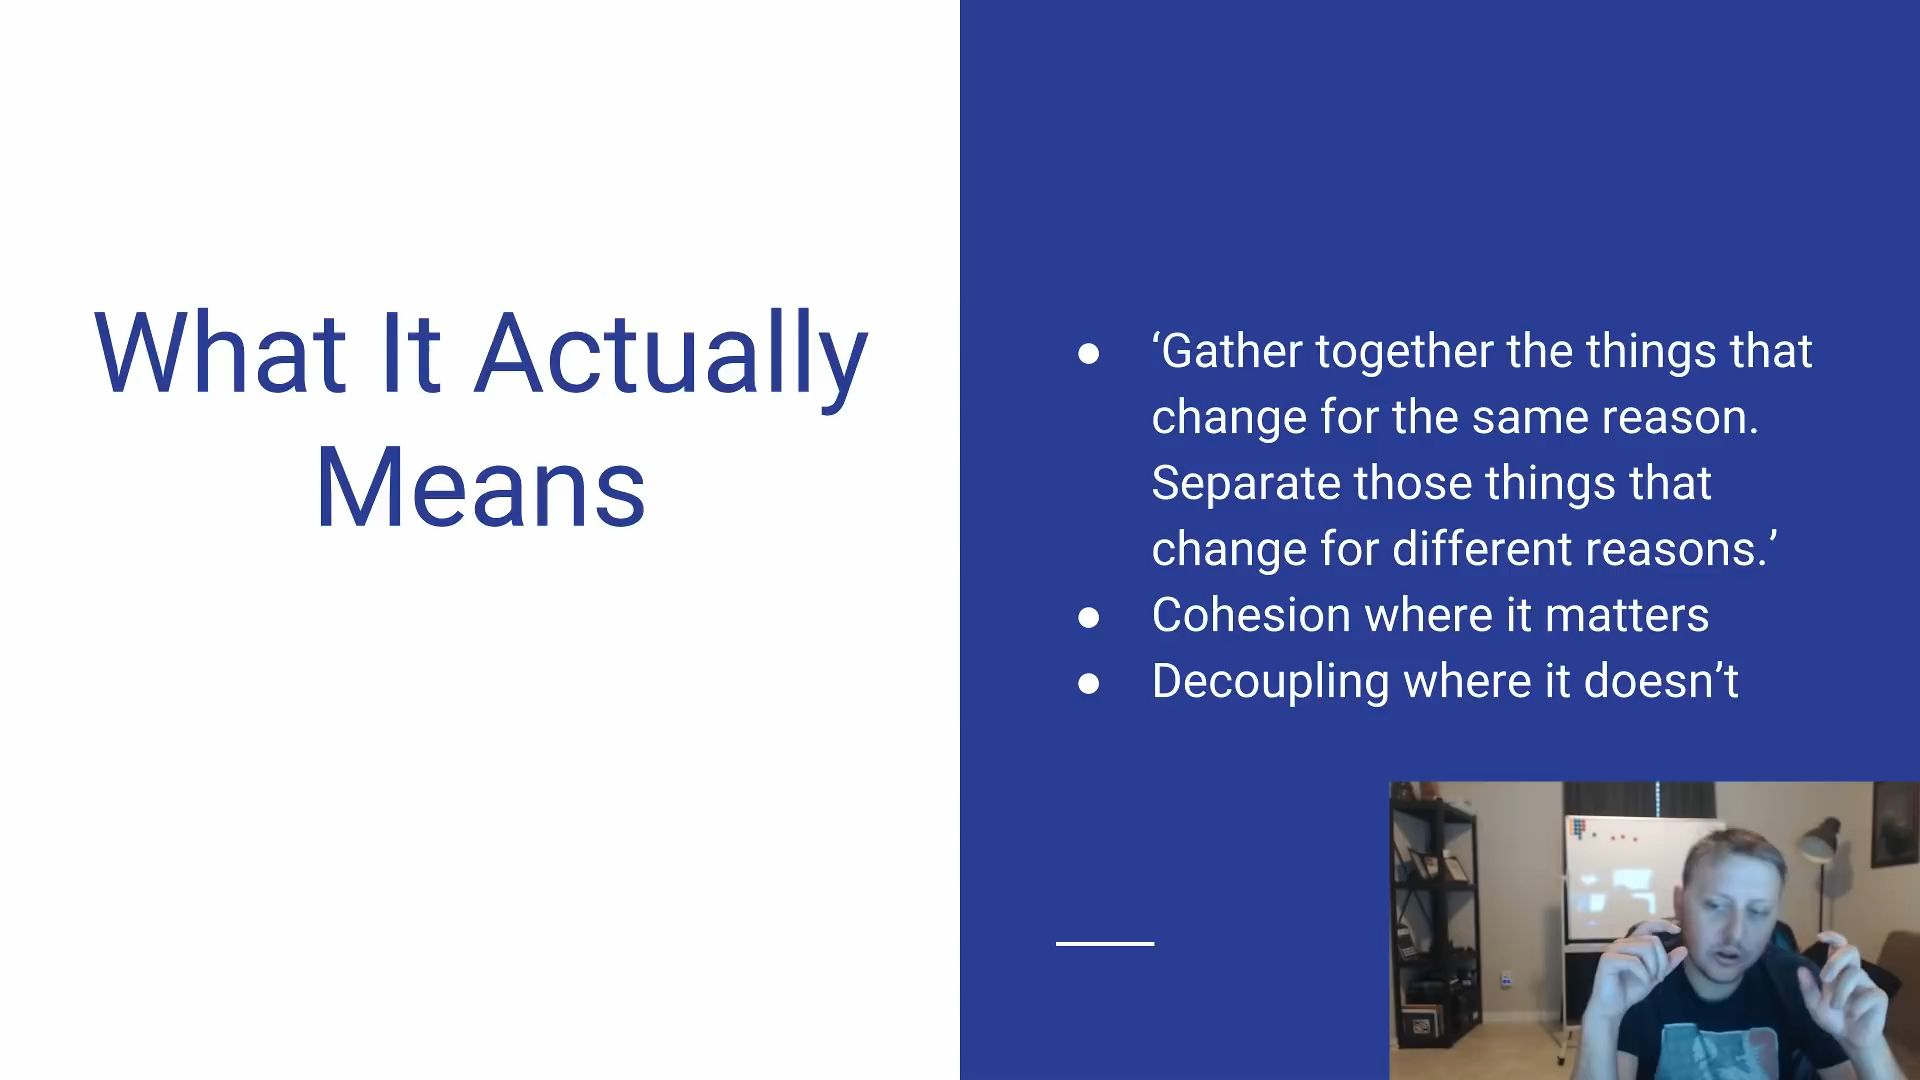 What It Actually
Means
● ‘Gather together the things that
change for the same reason.
Separate those things that
change for different reasons.’
● Cohesion where it matters
● Decoupling where it doesn’t